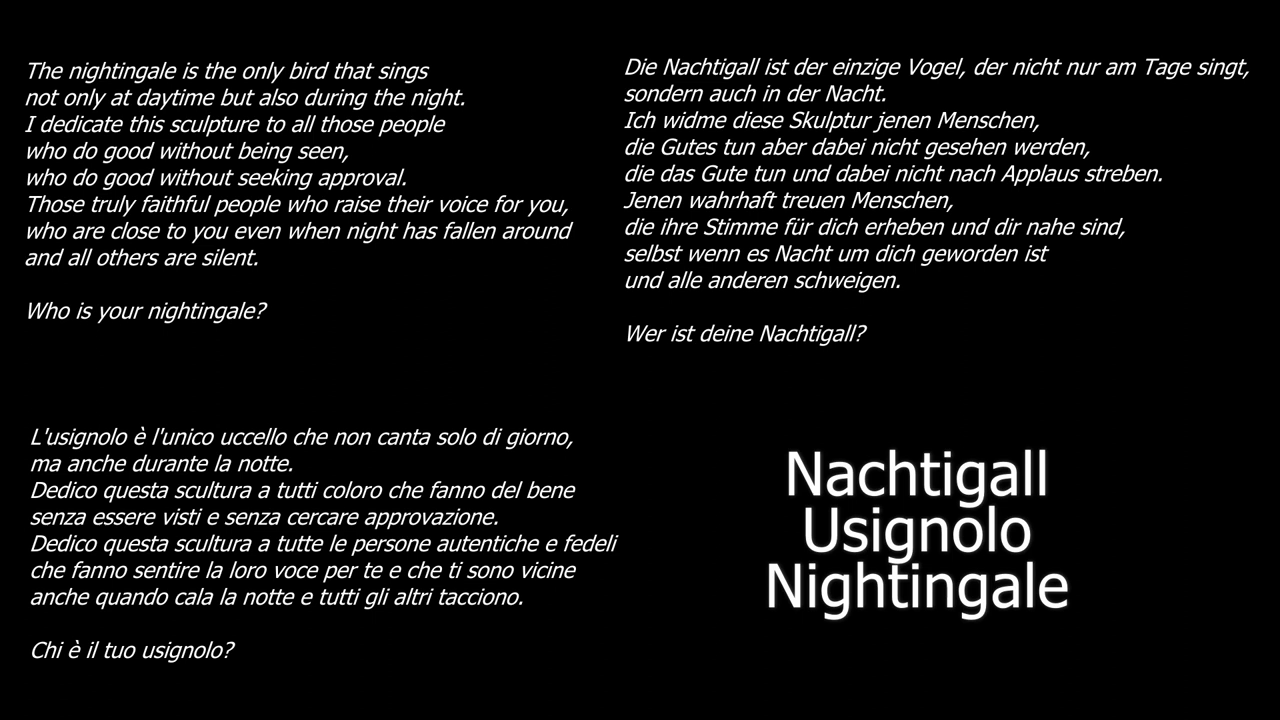 The nightingale is the only bird that sings
not only at daytime but also during the night.
I dedicate this sculpture to all those people
who do good without being seen,
who do good without seeking approval.
Those truly faithful people who raise their voice for you,
who are close to you even when night has fallen around
and all others are silent.
Who is your nightingale?
Die Nachtigall ist der einzige Vogel, der nicht nur am Tage singt,
sondern auch in der Nacht.
Ich widme diese Skulptur jenen Menschen,
die Gutes tun aber dabei nicht gesehen werden,
die das Gute tun und dabei nicht nach Applaus streben.
Jenen wahrhaft treuen Menschen,
die ihre Stimme für dich erheben und dir nahe sind,
selbst wenn es Nacht um dich geworden ist
und alle anderen schweigen.
Wer ist deine Nachtigall?
L'usignolo è l'unico uccello che non canta solo di giorno,
ma anche durante la notte.
Dedico questa scultura a tutti coloro che fanno del bene
senza essere visti e senza cercare approvazione.
Dedico questa scultura a tutte le persone autentiche e fedeli
che fanno sentire la loro voce per te e che ti sono vicine
anche quando cala la notte e tutti gli altri tacciono.
Chi è il tuo usignolo?
Nachtigall
Usignolo
Nightingale